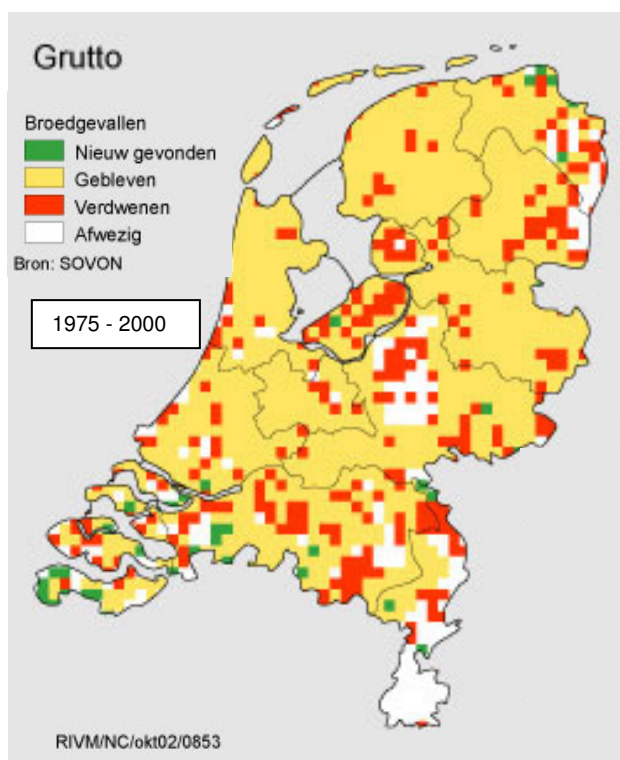 Grutto
Broedgevallen
Nieuw gevonden
Gebleven
Verdwenen
Afwezig
Bron: SOVON
1975 - 2000
RIVM/NC/okt02/0853